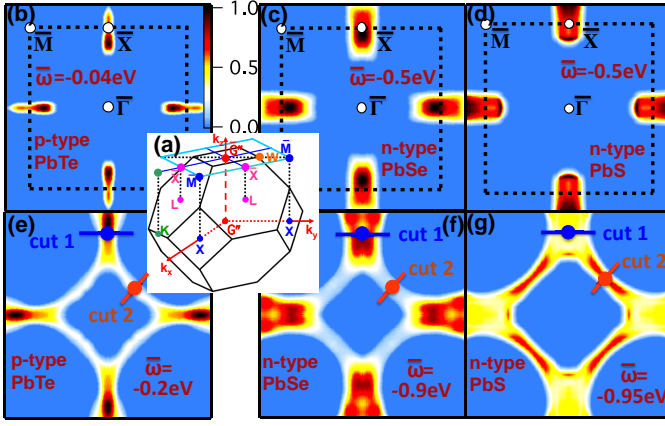 (b)
M̅
X̅
ω̅=-0.04eV
Γ̅
p-type
PbTe
1.0
0.5
0.0
(c)
M̅
X̅
ω̅=-0.5eV
Γ̅
n-type
PbSe
(d)
M̅
X̅
ω̅=-0.5eV
Γ̅
n-type
PbS
(a)
kz
G'''
W
M̅
X̅
M̅
X̅
L
L
K
X
G''
X
kx
ky
(e)
cut 1
cut 2
p-type
PbTe
ω̅=
-0.2eV
(f)
cut 1
cut 2
n-type
PbSe
ω̅=
-0.9eV
(g)
cut 1
cut 2
n-type
PbS
ω̅=
-0.95eV